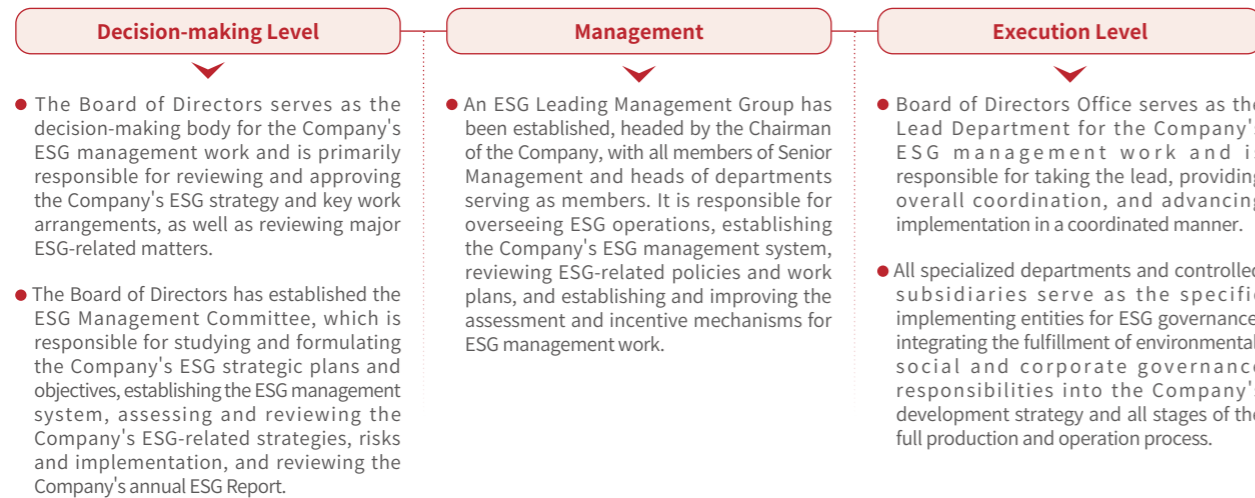 Decision-making Level
The Board of Directors serves as the
decision-making body for the Company's
ESG management work and is primarily
responsible for reviewing and approving
the Company's ESG strategy and key work
arrangements, as well as reviewing major
ESG-related matters.
The Board of Directors has established the
ESG Management Committee, which is
responsible for studying and formulating
the Company's ESG strategic plans and
objectives, establishing the ESG management
system, assessing and reviewing the
Company's ESG-related strategies, risks
and implementation, and reviewing the
Company's annual ESG Report.
Management
An ESG Leading Management Group has
been established, headed by the Chairman
of the Company, with all members of Senior
Management and heads of departments
serving as members. It is responsible for
overseeing ESG operations, establishing
the Company's ESG management system,
reviewing ESG-related policies and work
plans, and establishing and improving the
assessment and incentive mechanisms for
ESG management work.
Execution Level
Board of Directors Office serves as the
Lead Department for the Company's
ESG management work and is
responsible for taking the lead, providing
overall coordination, and advancing
implementation in a coordinated manner.
All specialized departments and controlled
subsidiaries serve as the specific
implementing entities for ESG governance,
integrating the fulfillment of environmental,
social and corporate governance
responsibilities into the Company's
development strategy and all stages of the
full production and operation process.